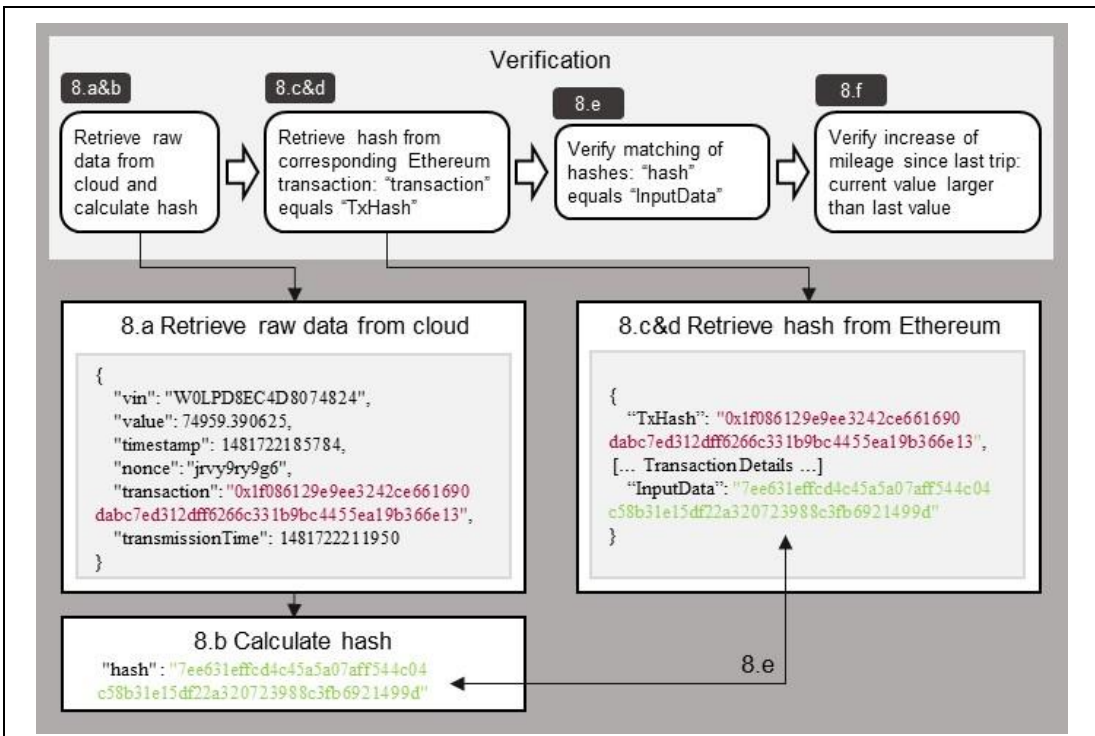 Verification
8.a&b
Retrieve raw
data from
cloud and
calculate hash
8.c&d
Retrieve hash from
corresponding Ethereum
transaction: "transaction"
equals "TxHash"
8.e
Verify matching of
hashes: "hash"
equals "InputData"
8.f
Verify increase of
mileage since last trip:
current value larger
than last value
8.a Retrieve raw data from cloud
{
"vin": "W0LPD8EC4D8074824",
"value": 74959.390625,
"timestamp": 1481722185784,
"nonce": "jrvy9ry9g6",
"transaction": "0x1f086129e9ee3242ce661690
dabc7ed312dff6266c331b9bc4455ea19b366e13",
"transmissionTime": 1481722211950
}
8.c&d Retrieve hash from Ethereum
{
“TxHash”: "0x1f086129e9ee3242ce661690
dabc7ed312dff6266c331b9bc4455ea19b366e13",
[... Transaction Details ...]
“InputData”: "7ee631effcd4c45a5a07aff544c04
c58b31e15df22a320723988c3fb6921499d"
}
8.b Calculate hash
"hash" : "7ee631effcd4c45a5a07aff544c04
c58b31e15df22a320723988c3fb6921499d"
8.e